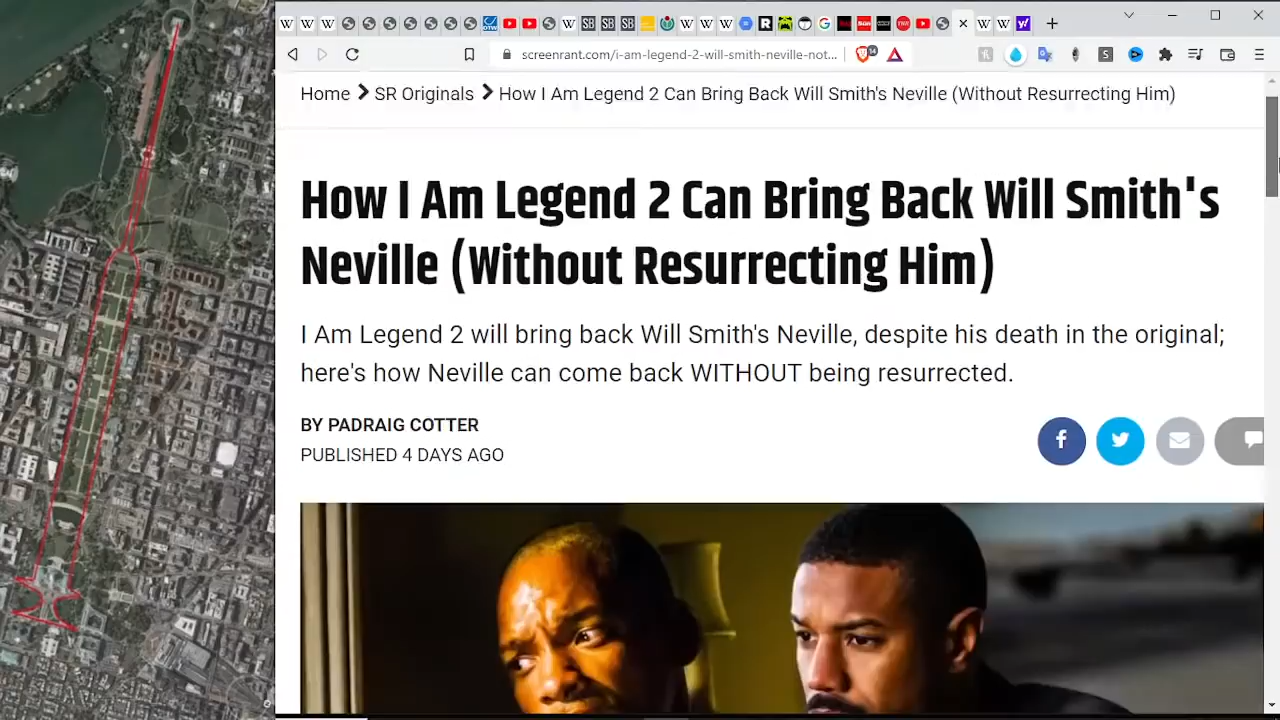 screenrant.com/i-am-legend-2-will-smith-neville-not...
14
Home > SR Originals > How I Am Legend 2 Can Bring Back Will Smith's Neville (Without Resurrecting Him)
How I Am Legend 2 Can Bring Back Will Smith's
Neville (Without Resurrecting Him)
I Am Legend 2 will bring back Will Smith's Neville, despite his death in the original;
here's how Neville can come back WITHOUT being resurrected.
BY PADRAIG COTTER
PUBLISHED 4 DAYS AGO